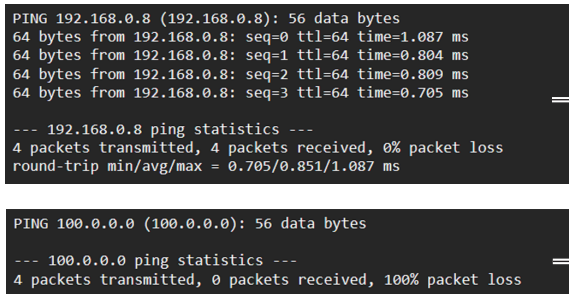 PING 192.168.0.8 (192.168.0.8): 56 data bytes
64 bytes from 192.168.0.8: seq=0 ttl=64 time=1.087 ms
64 bytes from 192.168.0.8: seq=1 ttl=64 time=0.804 ms
64 bytes from 192.168.0.8: seq=2 ttl=64 time=0.809 ms
64 bytes from 192.168.0.8: seq=3 ttl=64 time=0.705 ms
--- 192.168.0.8 ping statistics ---
4 packets transmitted, 4 packets received, 0% packet loss
round-trip min/avg/max = 0.705/0.851/1.087 ms
PING 100.0.0.0 (100.0.0.0): 56 data bytes
--- 100.0.0.0 ping statistics ---
4 packets transmitted, 0 packets received, 100% packet loss